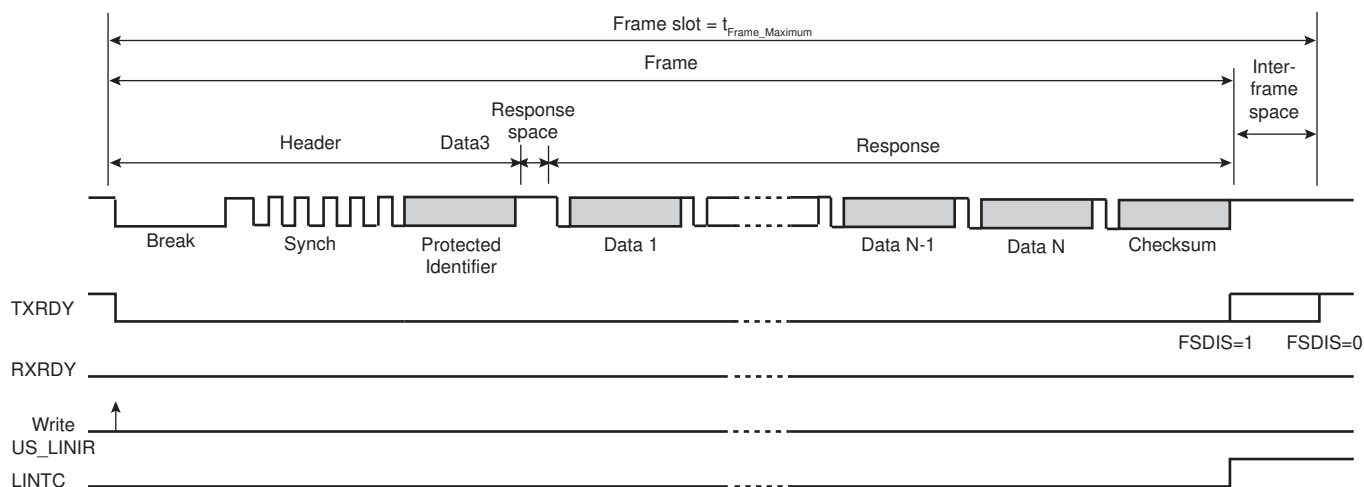 Frame slot = tFrame_Maximum
Frame
Inter-
frame
space
Response
space
Header
Data3
Response
Break
Synch
Protected
Identifier
Data 1
Data N-1
Data N
Checksum
TXRDY
FSDIS=1
FSDIS=0
RXRDY
Write
US_LINIR
LINTC